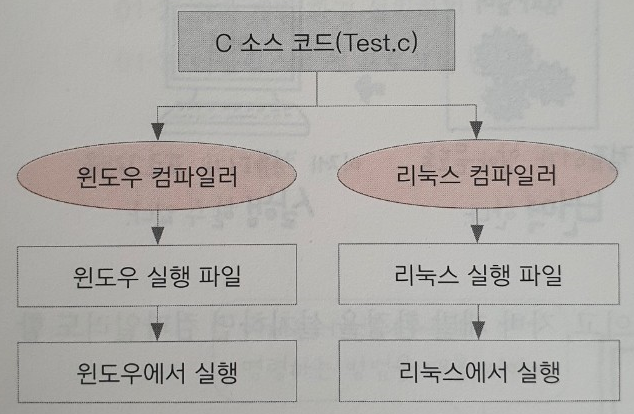 C 소스 코드(Test.c)
윈도우 컴파일러
리눅스 컴파일러
윈도우 실행 파일
리눅스 실행 파일
윈도우에서 실행
리눅스에서 실행